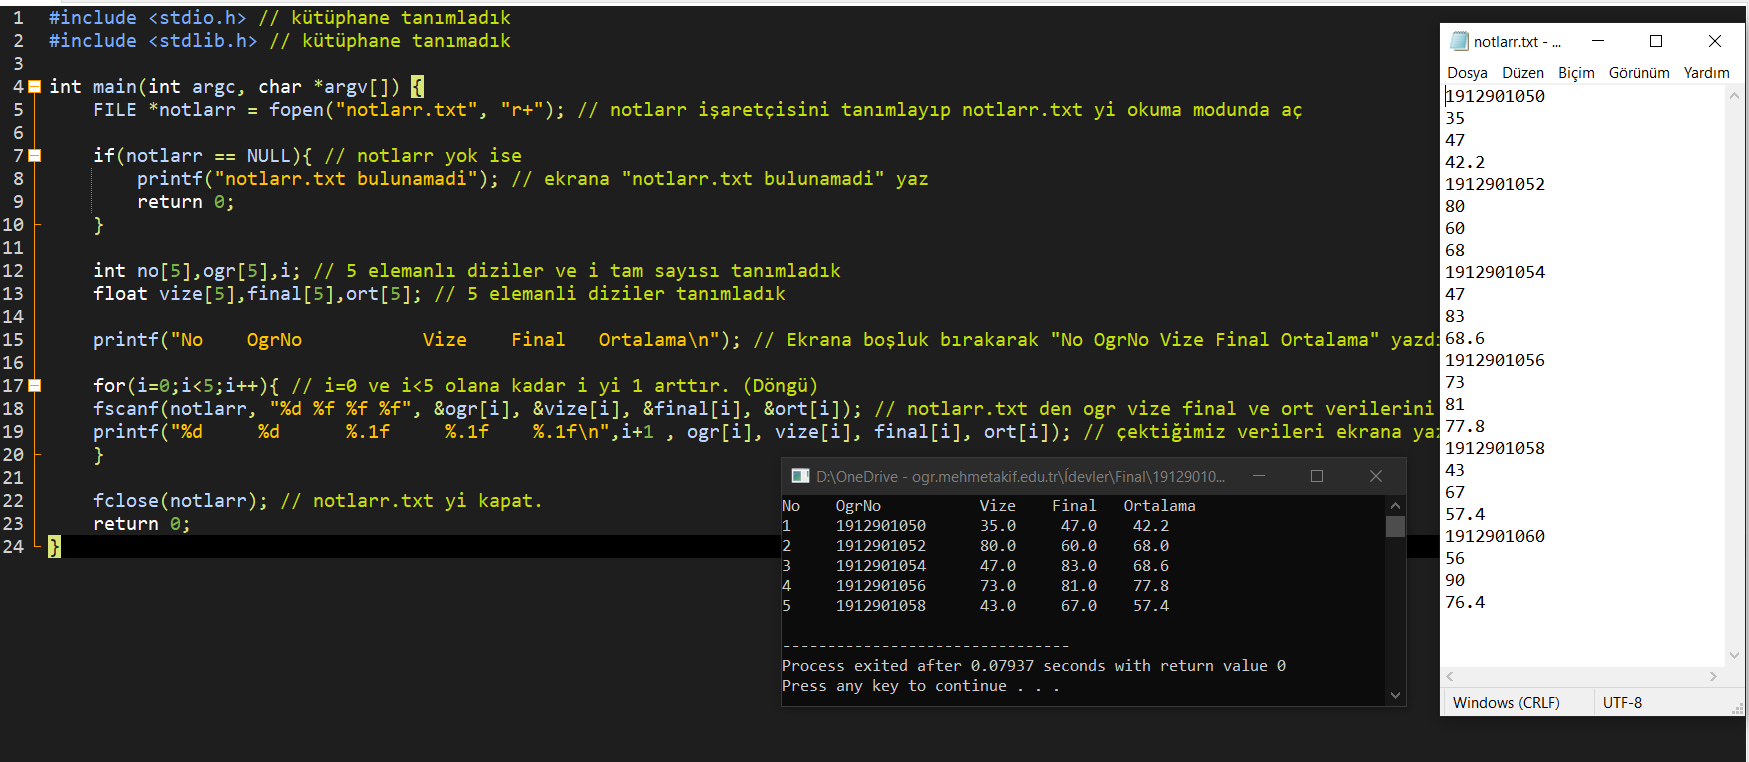 1 #include <stdio.h> // kütüphane tanımladık
2 #include <stdlib.h> // kütüphane tanımadık
3
4 int main(int argc, char *argv[]) {
5 FILE *notlarr = fopen("notlarr.txt", "r+"); // notlarr işaretçisini tanımlayıp notlarr.txt yi okuma modunda aç
6
7 if(notlarr == NULL){ // notlarr yok ise
8 printf("notlarr.txt bulunamadi"); // ekrana "notlarr.txt bulunamadi" yaz
9 return 0;
10 }
11
12 int no[5],ogr[5],i; // 5 elemanlı diziler ve i tam sayısı tanımladık
13 float vize[5],final[5],ort[5]; // 5 elemanli diziler tanımladık
14
15 printf("No    OgrNo           Vize    Final   Ortalama\n"); // Ekrana boşluk bırakarak "No OgrNo Vize Final Ortalama" 
16
17 for(i=0;i<5;i++){ // i=0 ve i<5 olana kadar i yi 1 arttır. (Döngü)
18 fscanf(notlarr, "%d %f %f %f", &ogr[i], &vize[i], &final[i], &ort[i]); // notlarr.txt den ogr vize final ve ort verilerini
19 printf("%d     %d      %.1f     %.1f    %.1f\n",i+1 , ogr[i], vize[i], final[i], ort[i]); // çektiğimiz verileri ekrana
20 }
21
22 fclose(notlarr); // notlarr.txt yi kapat.
23 return 0;
24 }
D:\OneDrive - ogr.mehmetakif.edu.tr\Ídevler\Final\19129010...
No OgrNo Vize Final Ortalama
1 1912901050 35.0 47.0 42.2
2 1912901052 80.0 60.0 68.0
3 1912901054 47.0 83.0 68.6
4 1912901056 73.0 81.0 77.8
5 1912901058 43.0 67.0 57.4
--------------------------------
Process exited after 0.07937 seconds with return value 0
Press any key to continue . . .
notlarr.txt - ...
Dosya Düzen Biçim Görünüm Yardım
1912901050
35
47
42.2
1912901052
80
60
68
1912901054
47
83
68.6
1912901056
73
81
77.8
1912901058
43
67
57.4
1912901060
56
90
76.4
Windows (CRLF) UTF-8